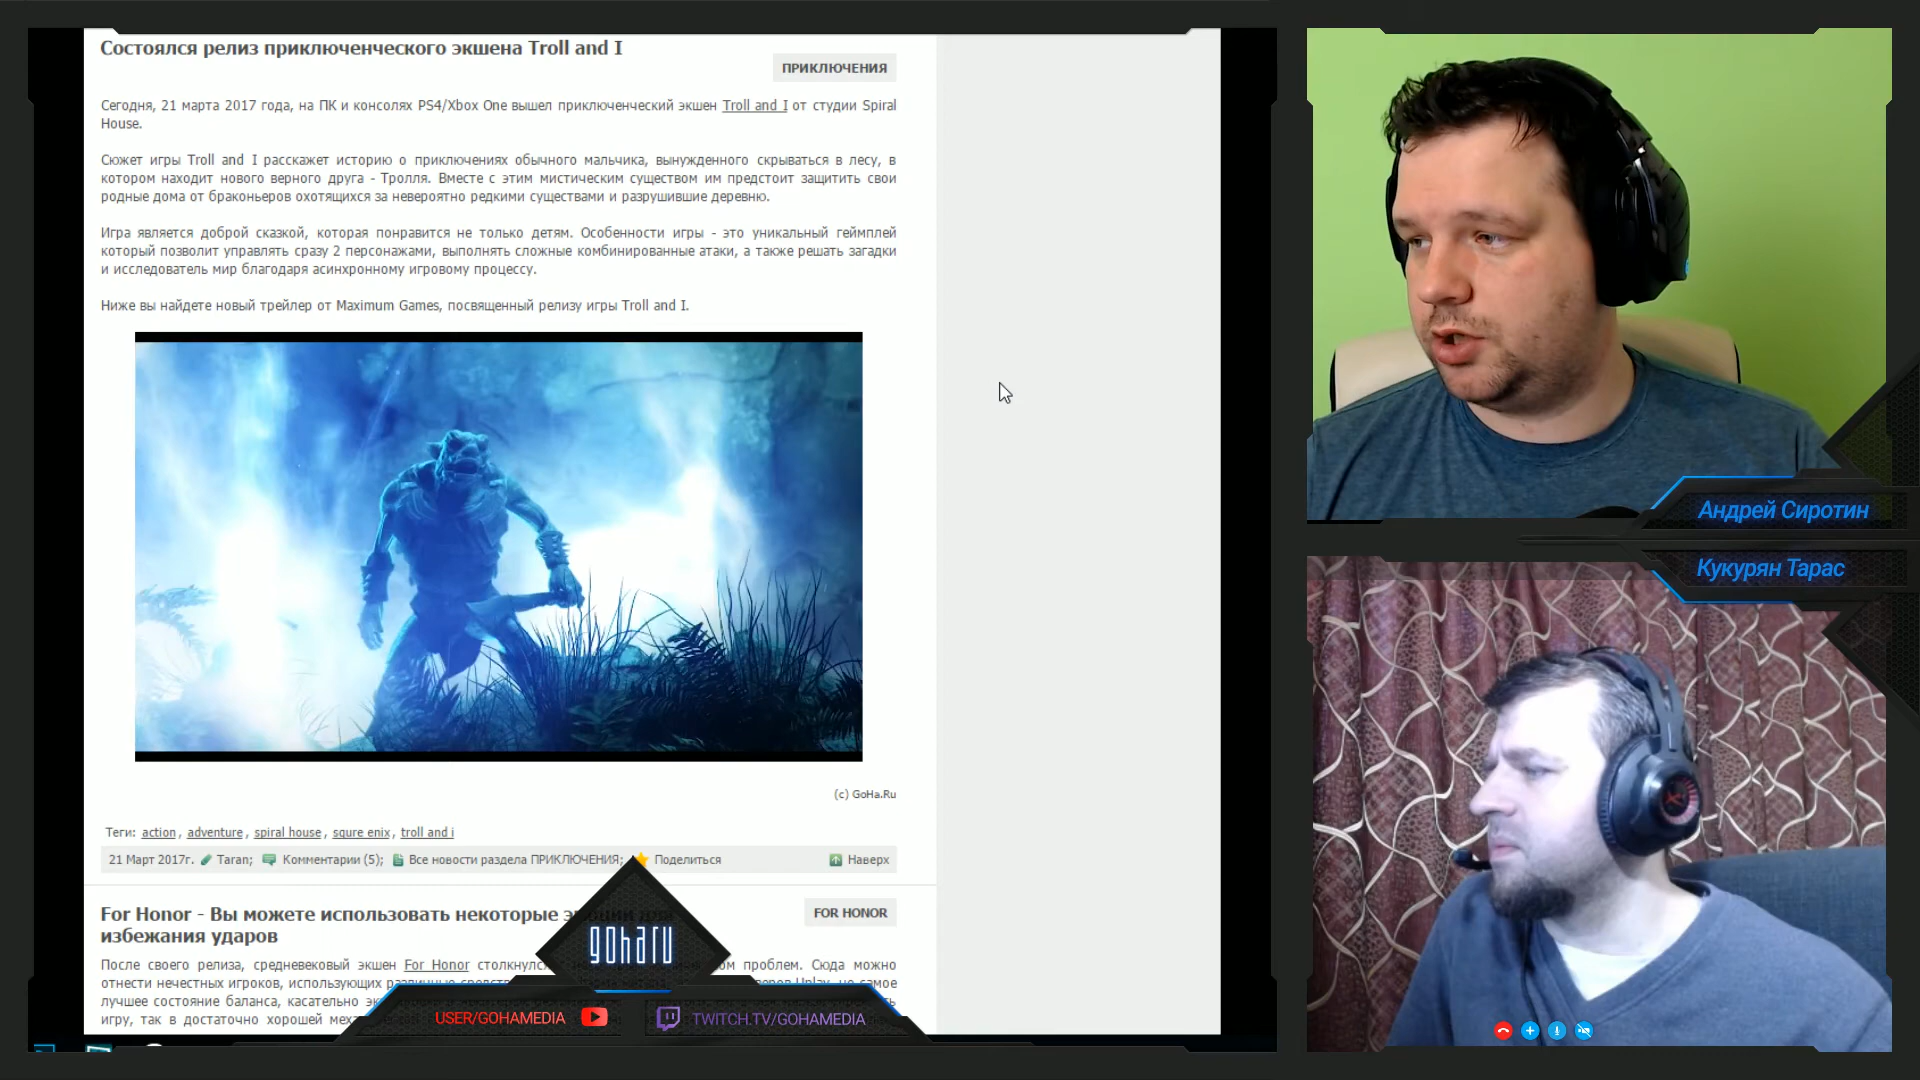 Состоялся релиз приключенческого экшена Troll and I
ПРИКЛЮЧЕНИЯ
Сегодня, 21 марта 2017 года, на ПК и консолях PS4/Xbox One вышел приключенческий экшен Troll and I от студии Spiral
House.
Сюжет игры Troll and I расскажет историю о приключениях обычного мальчика, вынужденного скрываться в лесу, в
котором находит нового верного друга - Тролля. Вместе с этим мистическим существом им предстоит защитить свои
родные дома от браконьеров охотящихся за невероятно редкими существами и разрушившие деревню.
Игра является доброй сказкой, которая понравится не только детям. Особенности игры - это уникальный геймплей
который позволит управлять сразу 2 персонажами, выполнять сложные комбинированные атаки, а также решать загадки
и исследователь мир благодаря асинхронному игровому процессу.
Ниже вы найдете новый трейлер от Maximum Games, посвященный релизу игры Troll and I.
(c) GoHa.Ru
Теги: action, adventure, spiral house, squre enix, troll and i
21 Март 2017г. Taran; Комментарии (5); Все новости раздела ПРИКЛЮЧЕНИЯ; Поделиться Наверх
For Honor - Вы можете использовать некоторые
избежания ударов
FOR HONOR
После своего релиза, средневековый экшен For Honor проблем. Сюда можно
отнести нечестных игроков, использующих самое
лучшее состояние баланса, касательно
игру, так в достаточно хорошей
goharu
USER/GOHAMEDIA
TWITCH.TV/GOHAMEDIA
Андрей Сиротин
Кукурян Тарас